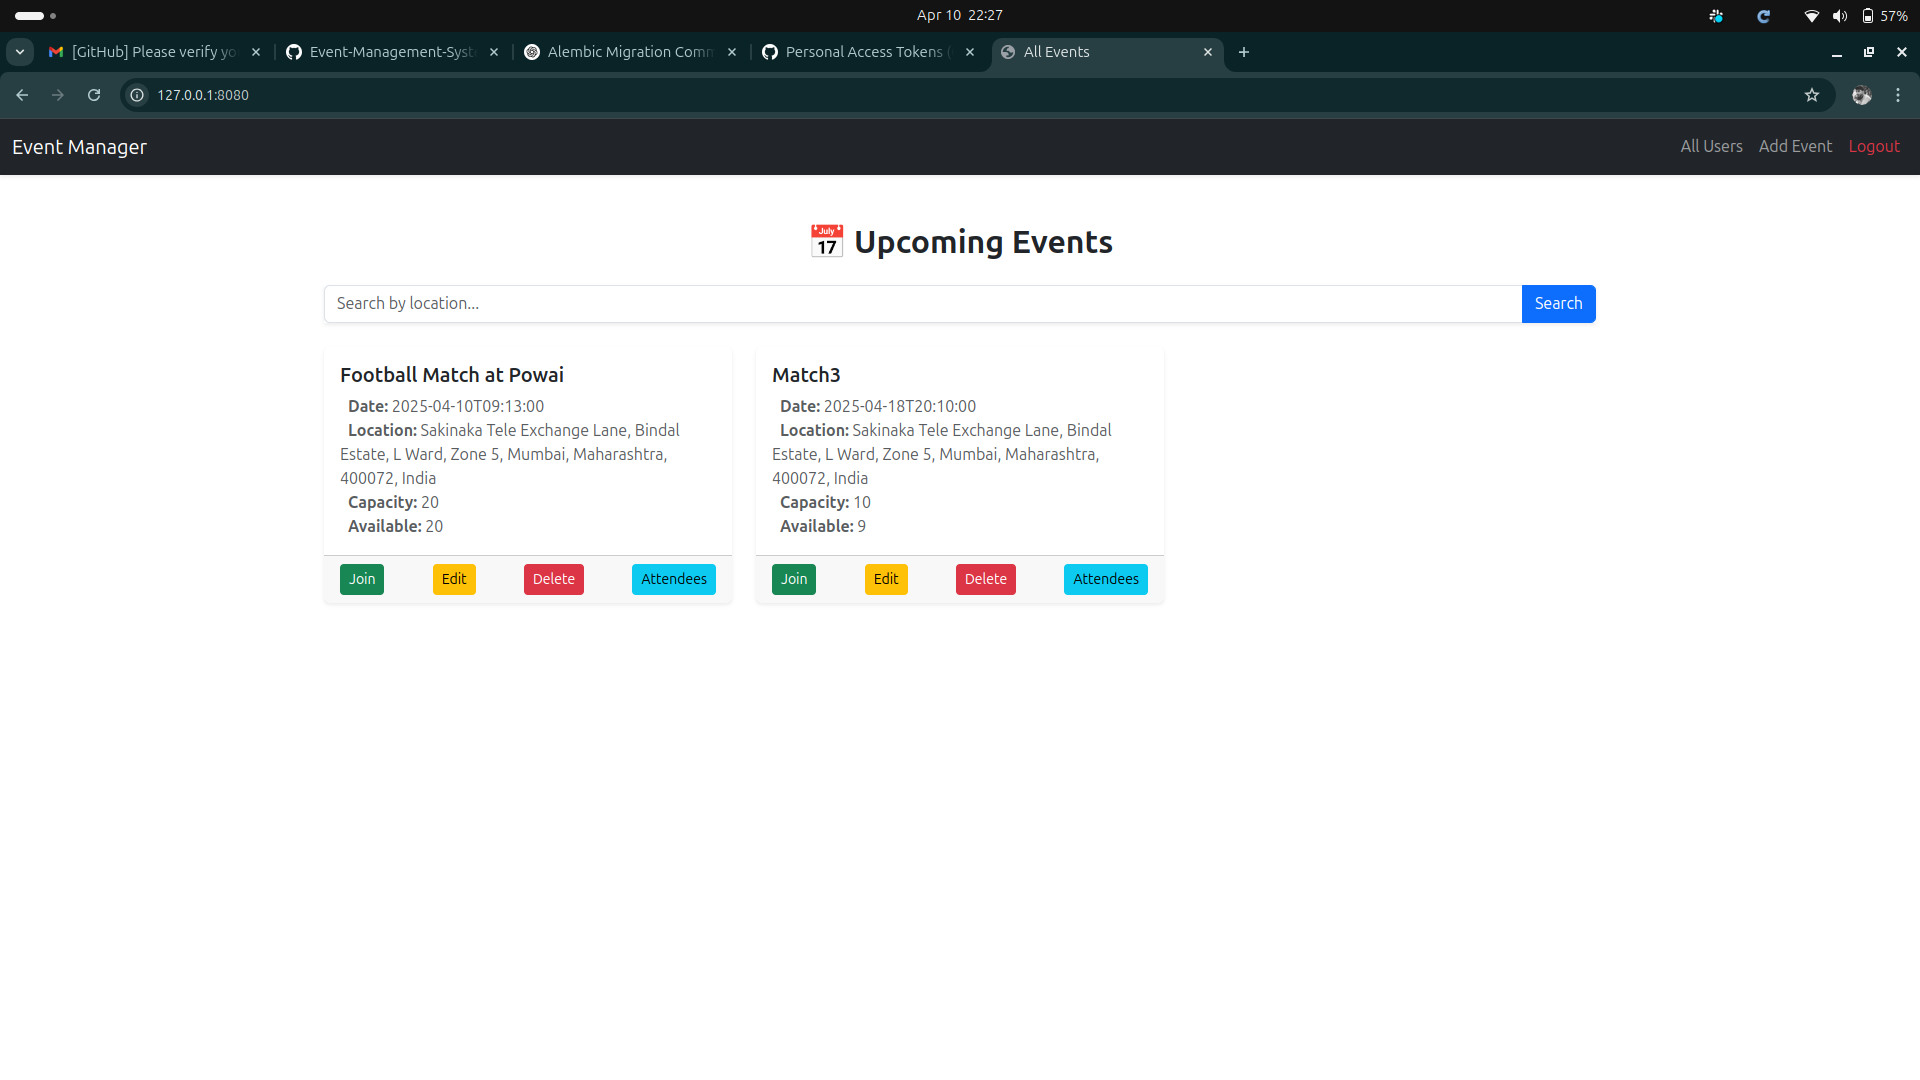 Apr 10 22:27
57%
[GitHub] Please verify yo
Event-Management-Syst
Alembic Migration Comm
Personal Access Tokens (
All Events
127.0.0.1:8080
Event Manager
All Users
Add Event
Logout
July
17
Upcoming Events
Search by location...
Search
Football Match at Powai
Date: 2025-04-10T09:13:00
Location: Sakinaka Tele Exchange Lane, Bindal
Estate, L Ward, Zone 5, Mumbai, Maharashtra,
400072, India
Capacity: 20
Available: 20
Join
Edit
Delete
Attendees
Match3
Date: 2025-04-18T20:10:00
Location: Sakinaka Tele Exchange Lane, Bindal
Estate, L Ward, Zone 5, Mumbai, Maharashtra,
400072, India
Capacity: 10
Available: 9
Join
Edit
Delete
Attendees